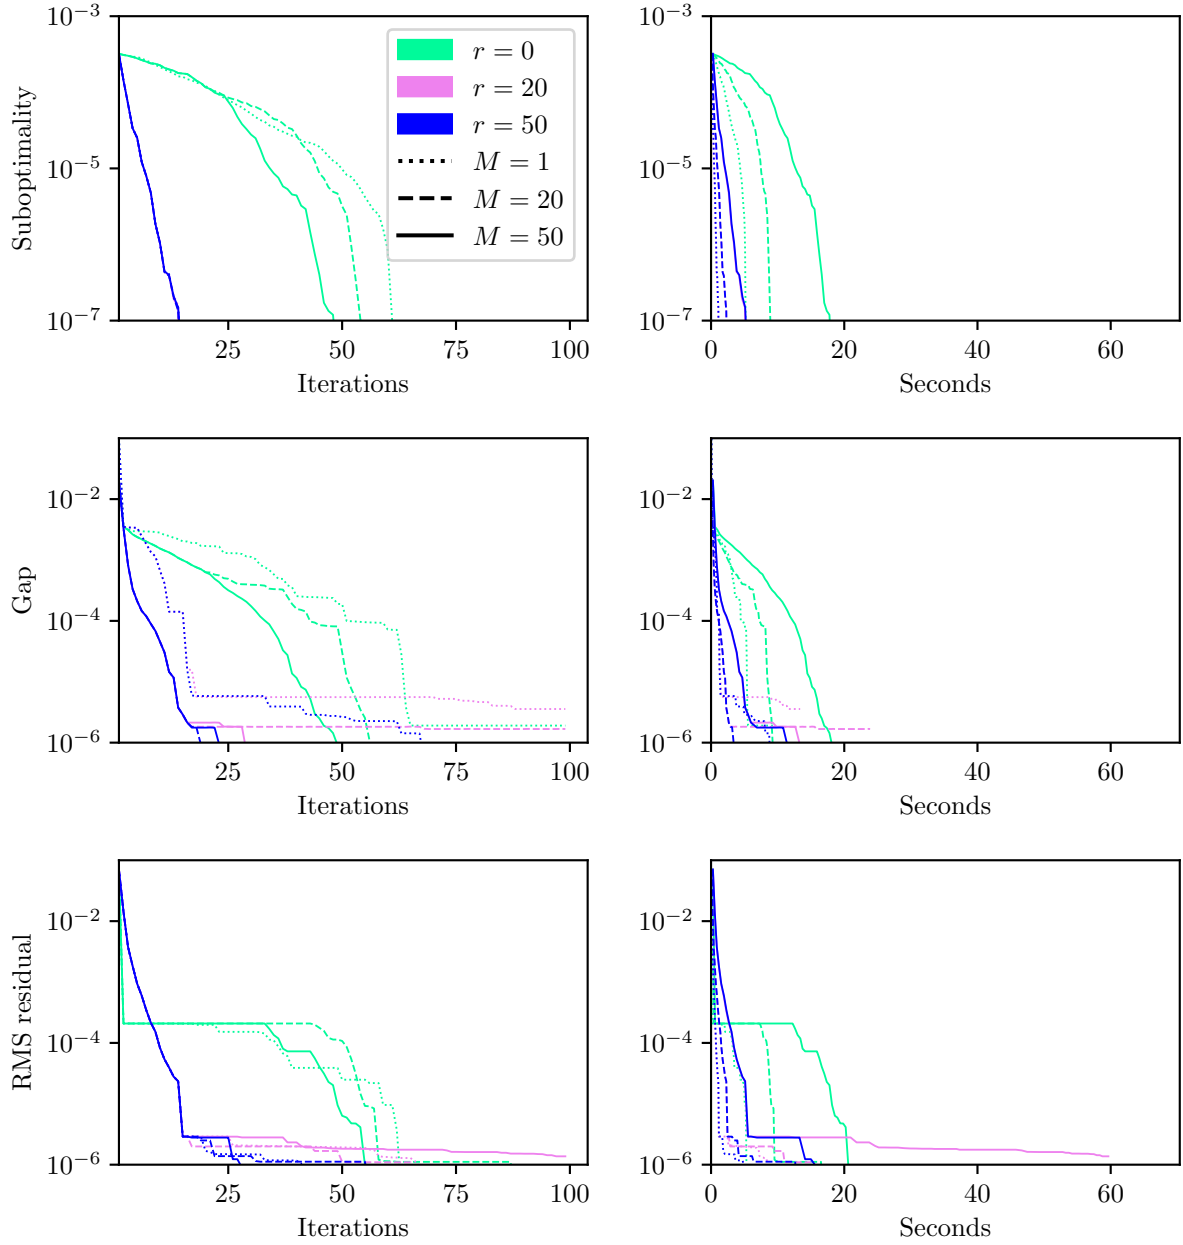 10⁻³
10⁻⁵
10⁻⁷
Suboptimality
r = 0
r = 20
r = 50
M = 1
M = 20
M = 50
25 50 75 100
Iterations
10⁻³
10⁻⁵
10⁻⁷
0 20 40 60
Seconds
10⁻²
10⁻⁴
10⁻⁶
Gap
25 50 75 100
Iterations
10⁻²
10⁻⁴
10⁻⁶
0 20 40 60
Seconds
10⁻²
10⁻⁴
10⁻⁶
RMS residual
25 50 75 100
Iterations
10⁻²
10⁻⁴
10⁻⁶
0 20 40 60
Seconds